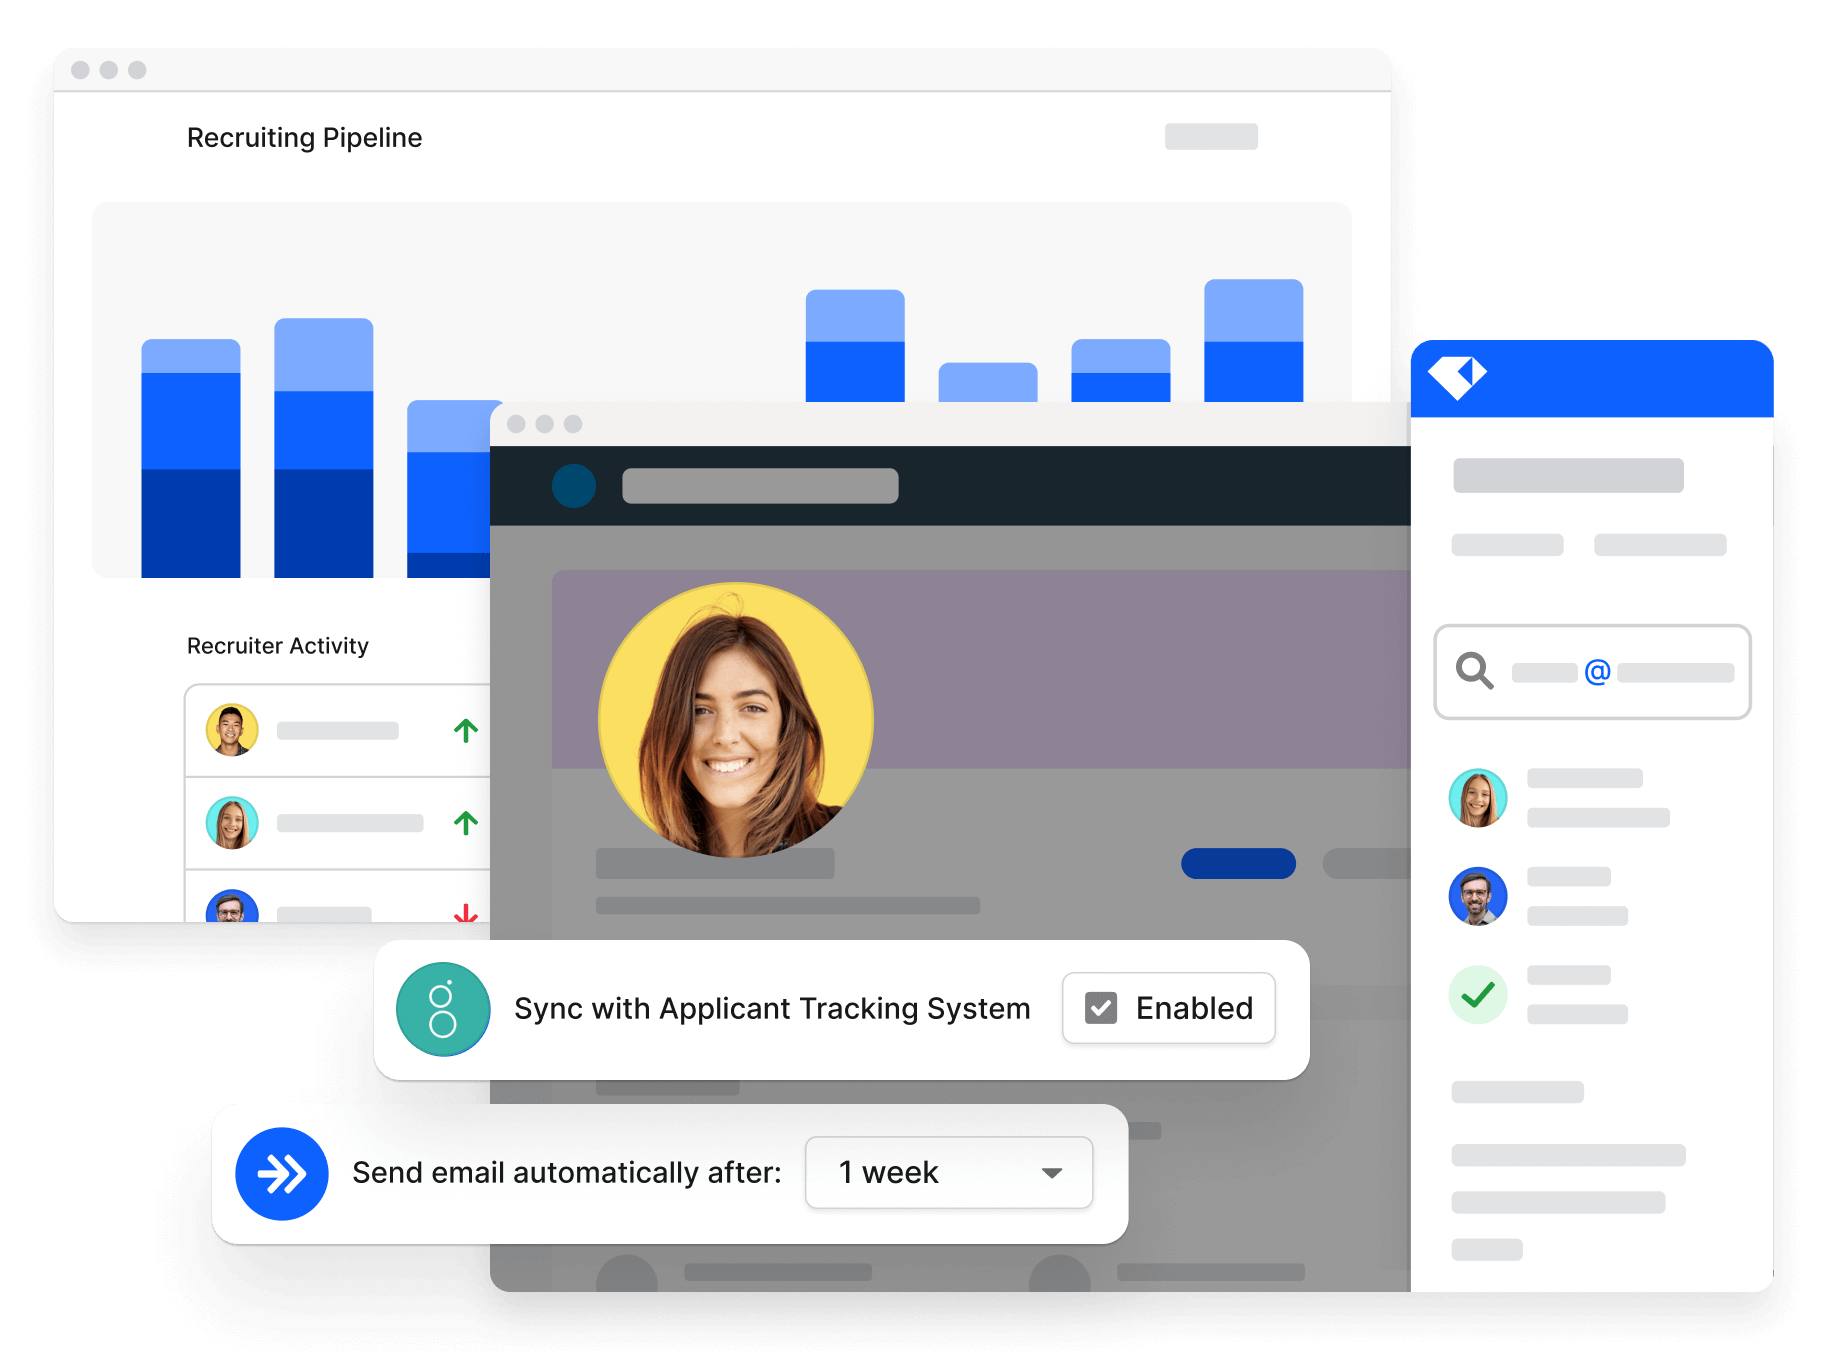 Recruiting Pipeline
Recruiter Activity
@
Sync with Applicant Tracking System
Enabled
Send email automatically after:
1 week